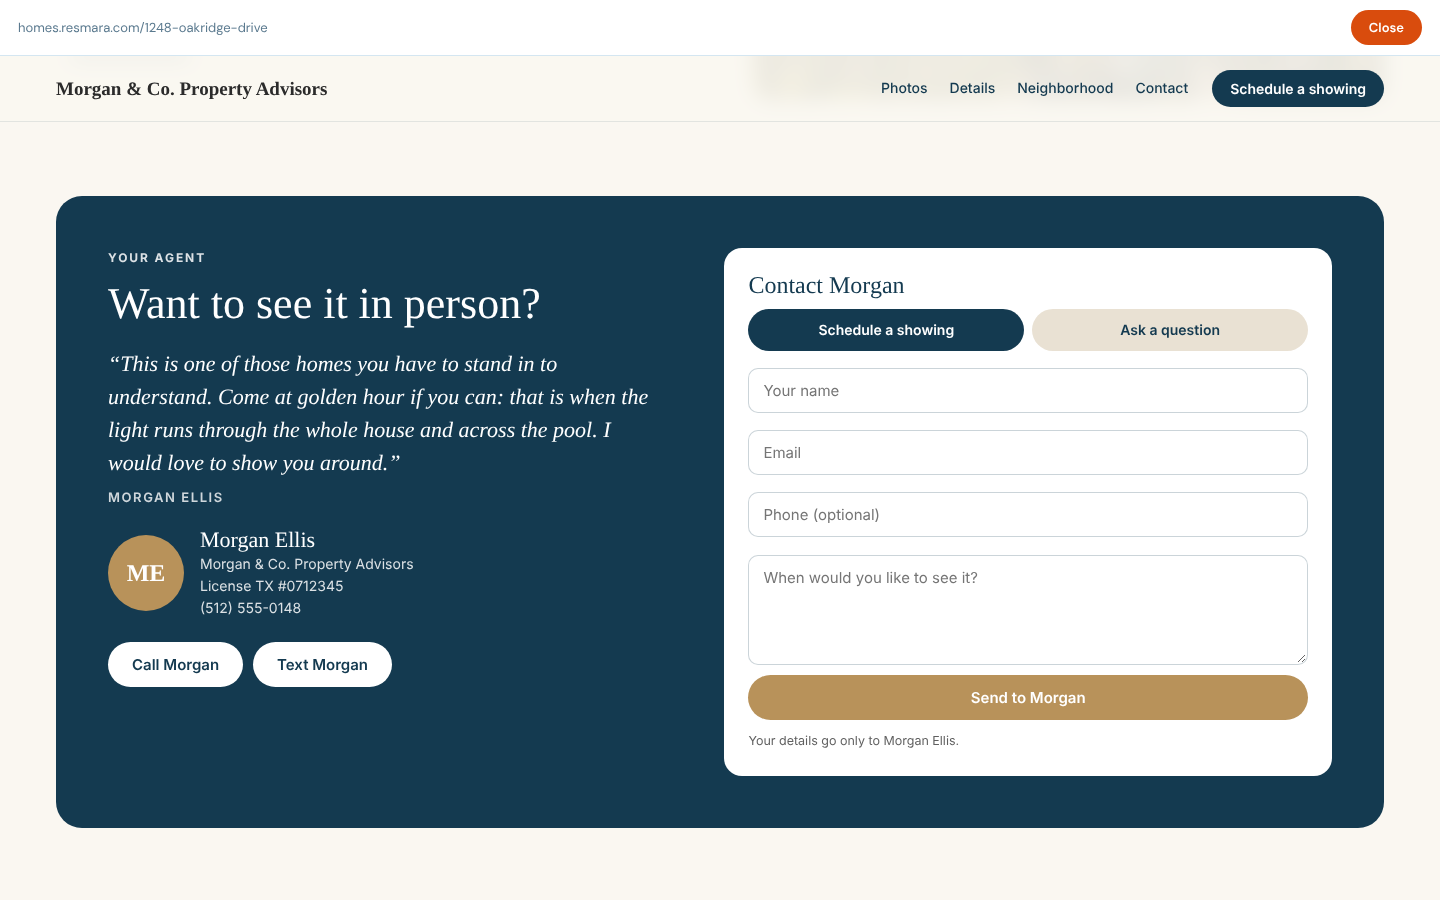 homes.resmara.com/1248-oakridge-drive
Close
Morgan & Co. Property Advisors
Photos
Details
Neighborhood
Contact
Schedule a showing
YOUR AGENT
Want to see it in person?
“This is one of those homes you have to stand in to
understand. Come at golden hour if you can: that is when the
light runs through the whole house and across the pool. I
would love to show you around.”
MORGAN ELLIS
ME
Morgan Ellis
Morgan & Co. Property Advisors
License TX #0712345
(512) 555-0148
Call Morgan
Text Morgan
Contact Morgan
Schedule a showing
Ask a question
Your name
Email
Phone (optional)
When would you like to see it?
Send to Morgan
Your details go only to Morgan Ellis.